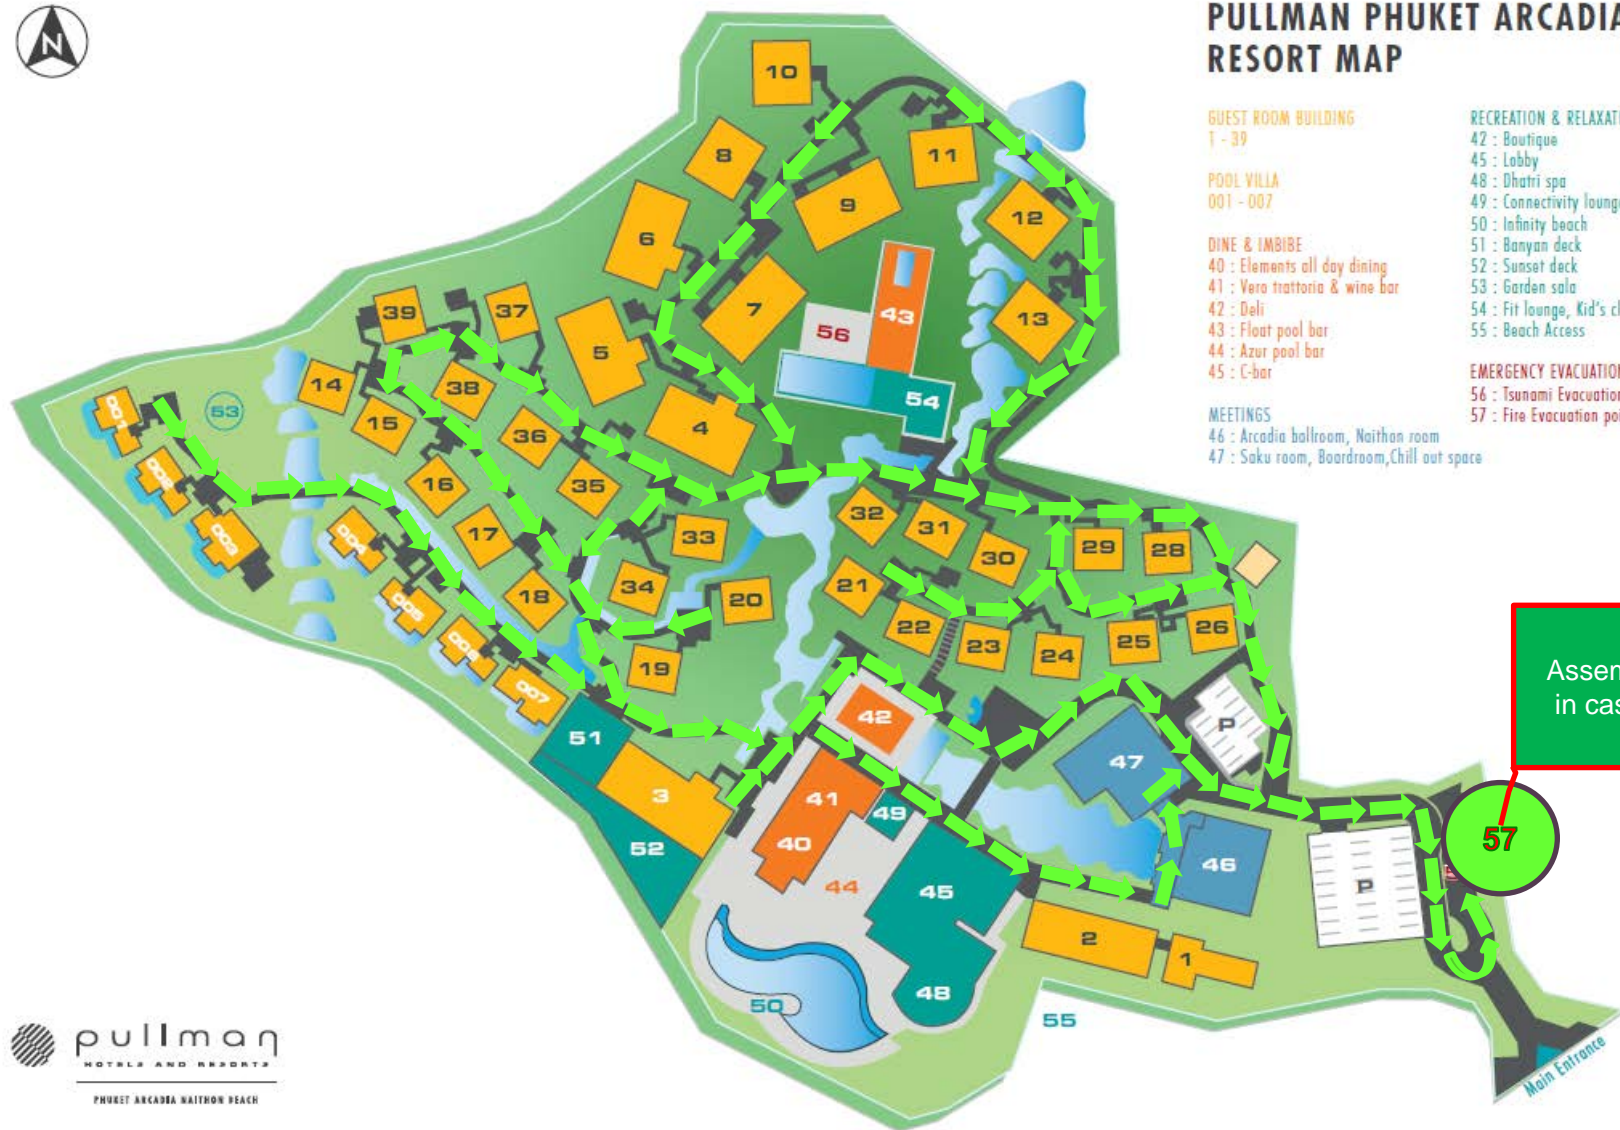 N
PULLMAN PHUKET ARCADIA
RESORT MAP
GUEST ROOM BUILDING
1 - 39
POOL VILLA
001 - 007
DINE & IMBIBE
40 : Elements all day dining
41 : Vero trattoria & wine bar
42 : Deli
43 : Float pool bar
44 : Azur pool bar
45 : C-bar
MEETINGS
46 : Arcadia ballroom, Naithon room
47 : Saku room, Boardroom,Chill out space
RECREATION & RELAXATI
42 : Boutique
45 : Lobby
48 : Dhatri spa
49 : Connectivity lounge
50 : Infinity beach
51 : Banyan deck
52 : Sunset deck
53 : Garden sala
54 : Fit lounge, Kid's cl
55 : Beach Access
EMERGENCY EVACUATION
56 : Tsunami Evacuation
57 : Fire Evacuation po
10
8
11
9
6
12
7
43
13
56
39
37
5
54
14
38
4
53
15
36
001
002
003
16
35
32
31
30
29
28
17
33
004
34
21
18
20
005
22
23
24
25
26
006
19
007
42
51
47
P
3
41
49
52
40
46
57
44
45
P
2
1
48
50
55
Assem
in cas
Main Entrance
pullman
HOTELS AND RESORTS
PHUKET ARCADIA NAITHON BEACH